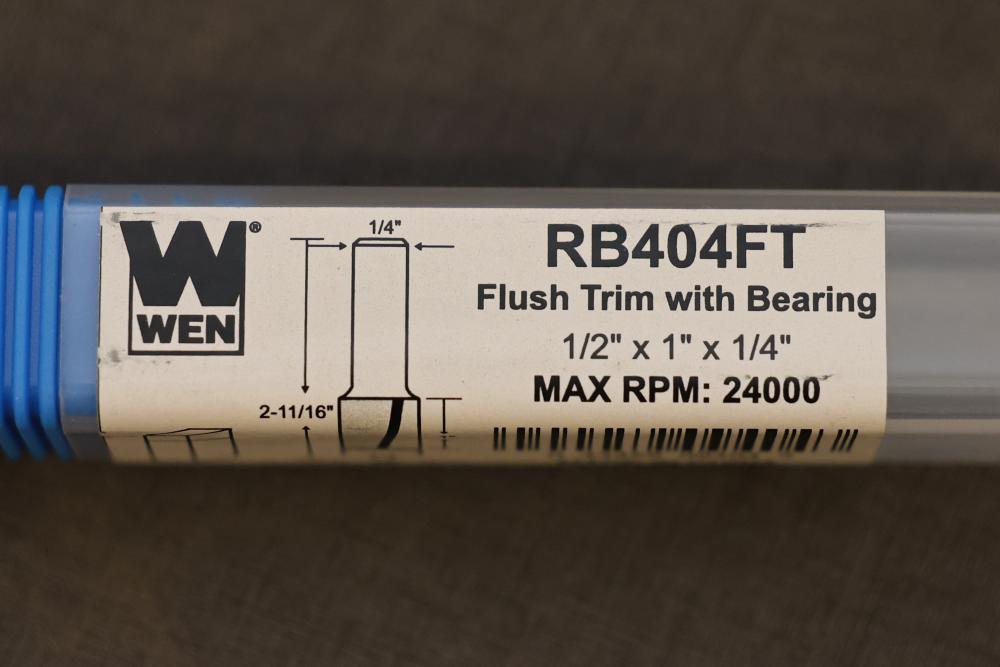 WEN
®
1/4"
2-11/16"
RB404FT
Flush Trim with Bearing
1/2" x 1" x 1/4"
MAX RPM: 24000